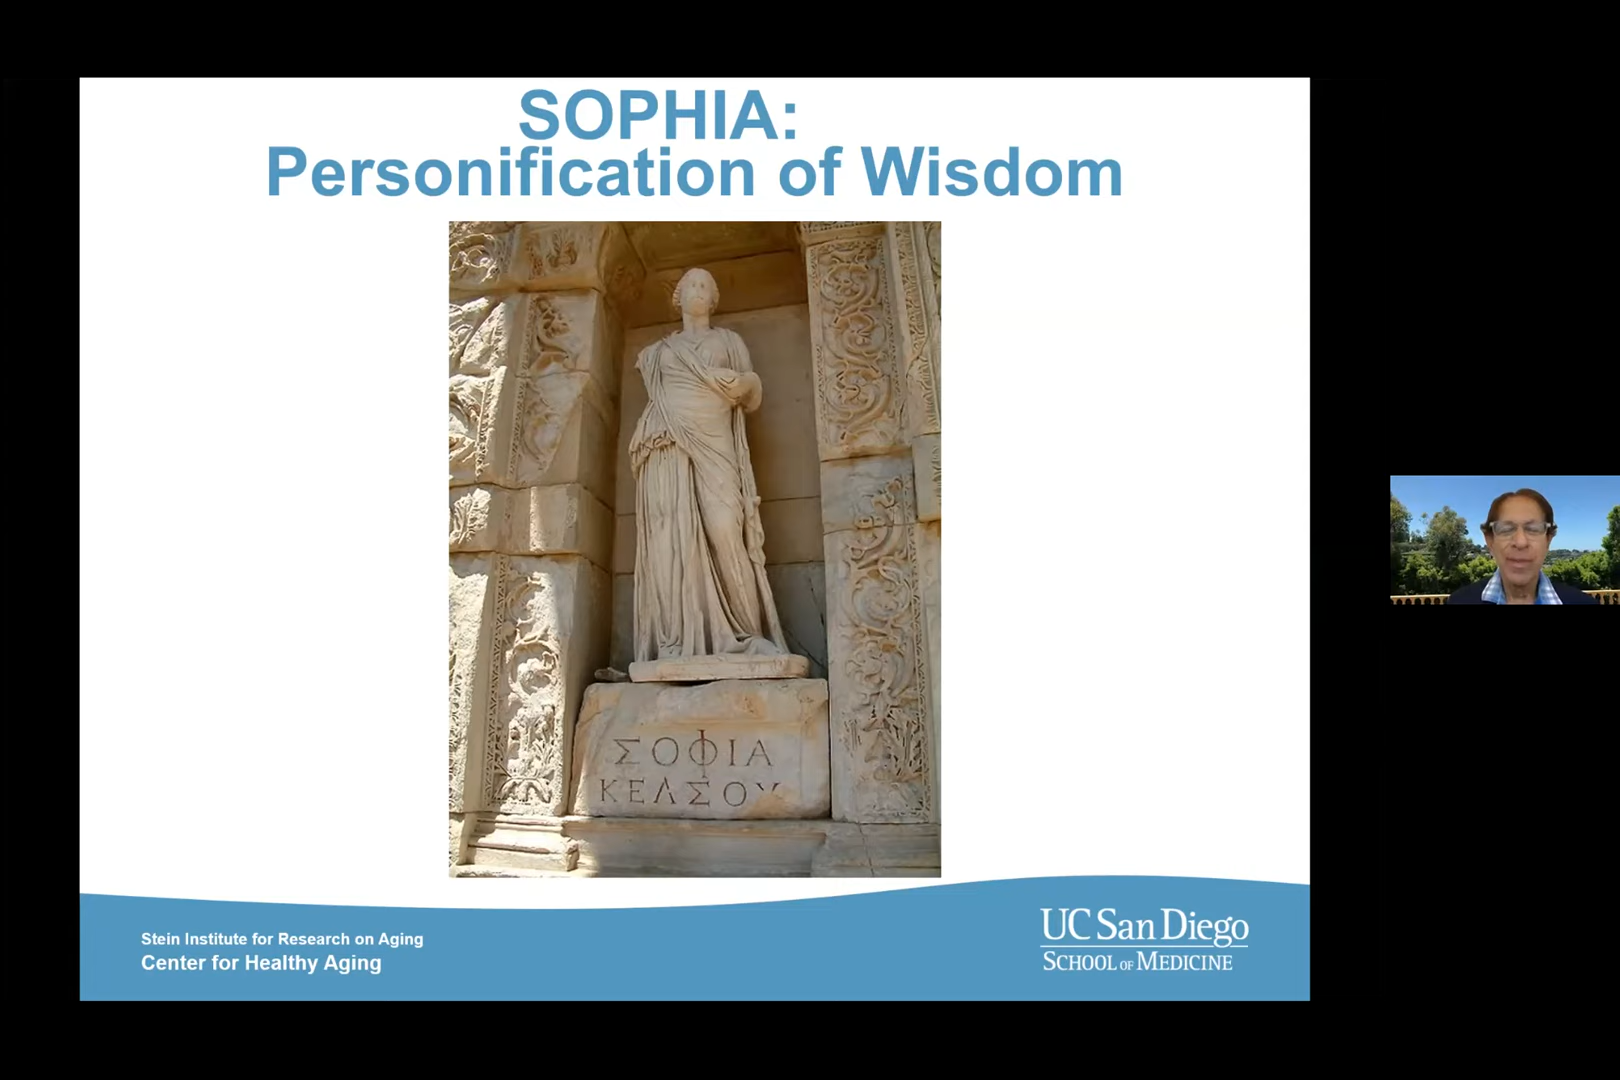 SOPHIA:
Personification of Wisdom
ΣΟΦΙΑ
ΚΕΛΣΟΥ
Stein Institute for Research on Aging
Center for Healthy Aging
UC San Diego
SCHOOL OF MEDICINE